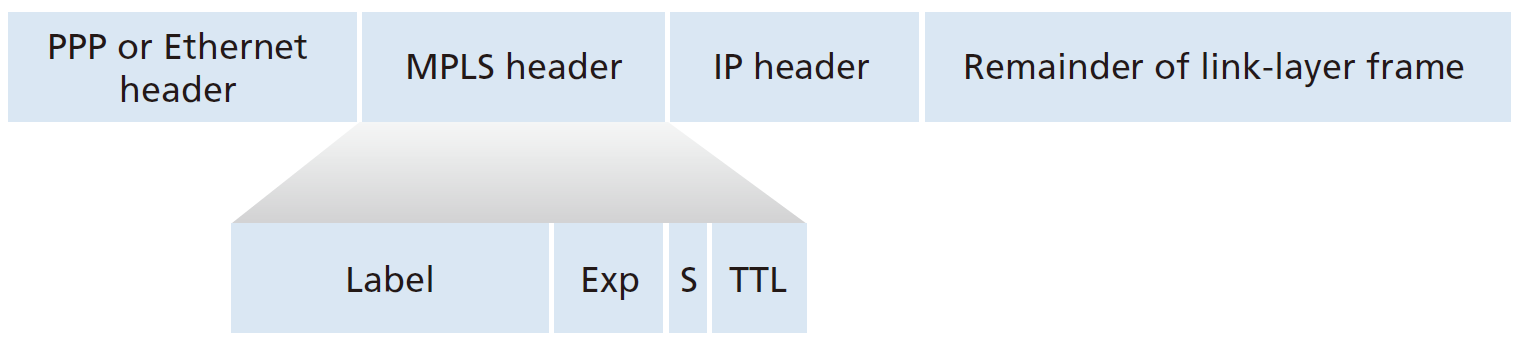 PPP or Ethernet
header
MPLS header
IP header
Remainder of link-layer frame
Label
Exp
S
TTL